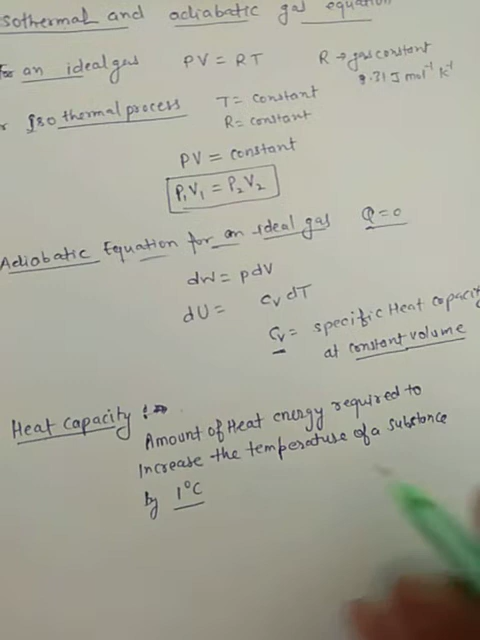 Isothermal and adiabatic gas equation
For an ideal gas PV = RT R → gas constant
8.31 J mol⁻¹ K⁻¹
Isothermal process T = constant
R = constant
PV = constant
P₁V₁ = P₂V₂
Adiabatic Equation for an ideal gas Q=0
dW = pdV
dU = CᵥdT
Cᵥ = specific Heat capacity
at constant volume
Heat capacity :→
Amount of Heat energy required to
Increase the temperature of a substance
By 1°C